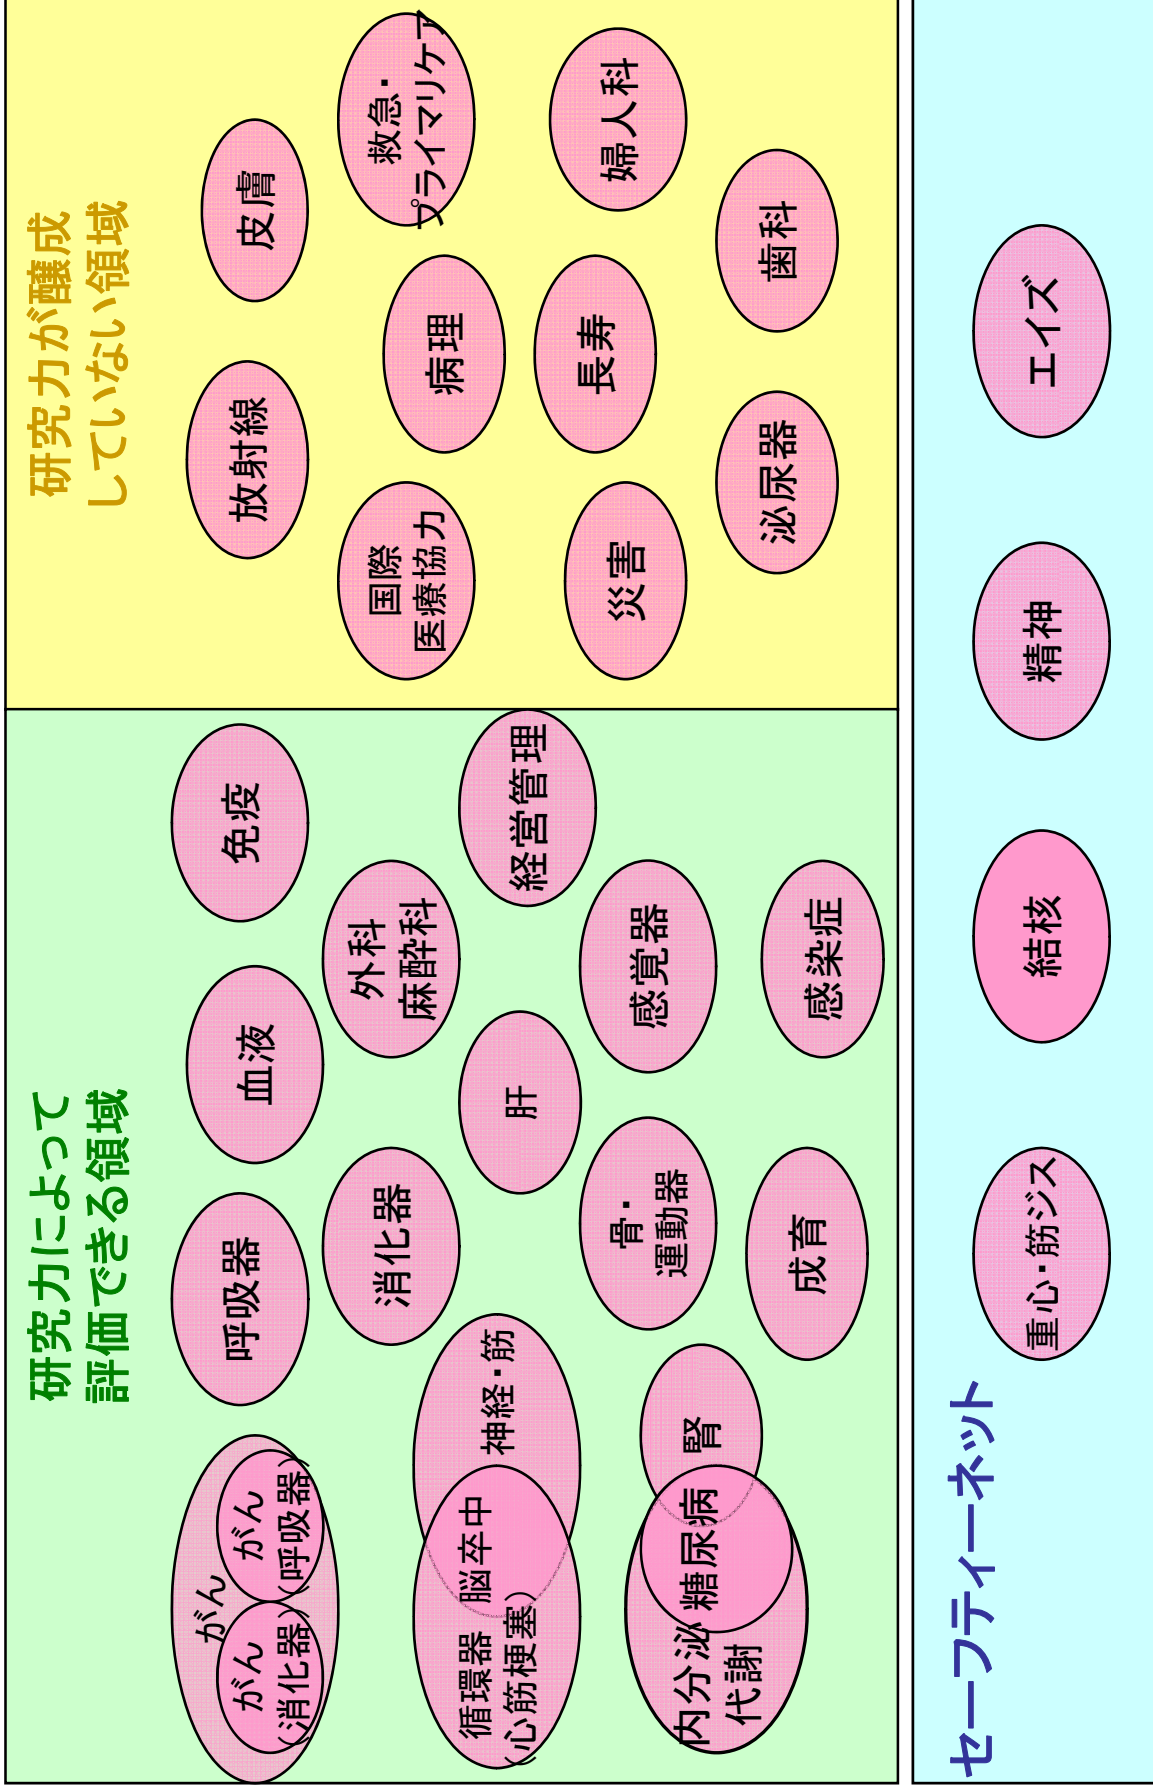 研究力によって
評価できる領域
がん
がん
(消化器)
がん
(呼吸器)
呼吸器
血液
免疫
消化器
外科
麻酔科
循環器
(心筋梗塞)
脳卒中
神経・筋
肝
経営管理
内分泌
代謝
糖尿病
腎
骨・
運動器
感覚器
成育
感染症
研究力が醸成
していない領域
放射線
皮膚
国際
医療協力
病理
救急・
プライマリケア
災害
長寿
婦人科
泌尿器
歯科
セーフティーネット
重心・筋ジス
結核
精神
エイズ